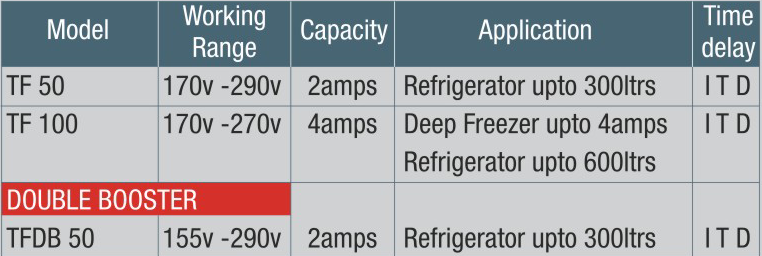 Model Working Range Capacity Application Time delay
TF 50 170v -290v 2amps Refrigerator upto 300ltrs I T D
TF 100 170v -270v 4amps Deep Freezer upto 4amps I T D
Refrigerator upto 600ltrs
DOUBLE BOOSTER
TFDB 50 155v -290v 2amps Refrigerator upto 300ltrs I T D